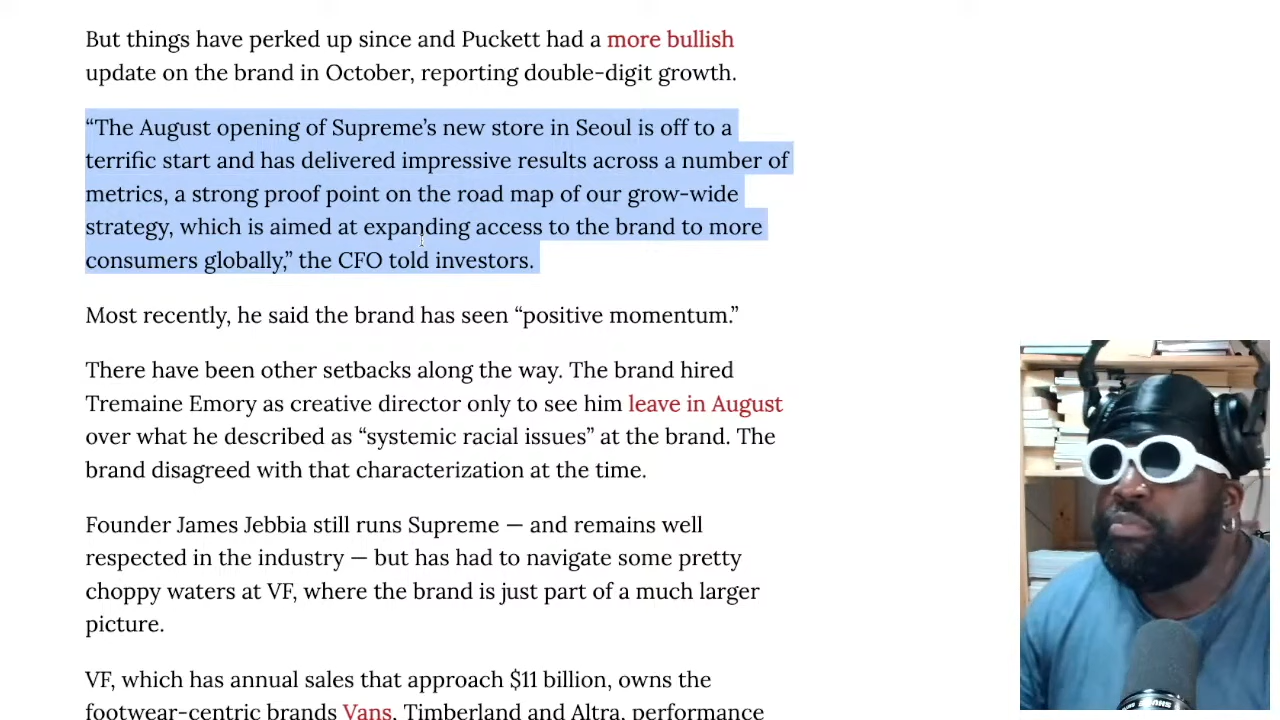 But things have perked up since and Puckett had a more bullish
update on the brand in October, reporting double-digit growth.
“The August opening of Supreme’s new store in Seoul is off to a
terrific start and has delivered impressive results across a number of
metrics, a strong proof point on the road map of our grow-wide
strategy, which is aimed at expanding access to the brand to more
consumers globally,” the CFO told investors.
Most recently, he said the brand has seen “positive momentum.”
There have been other setbacks along the way. The brand hired
Tremaine Emory as creative director only to see him leave in August
over what he described as “systemic racial issues” at the brand. The
brand disagreed with that characterization at the time.
Founder James Jebbia still runs Supreme — and remains well
respected in the industry — but has had to navigate some pretty
choppy waters at VF, where the brand is just part of a much larger
picture.
VF, which has annual sales that approach $11 billion, owns the
footwear-centric brands Vans, Timberland and Altra, performance
SHURE